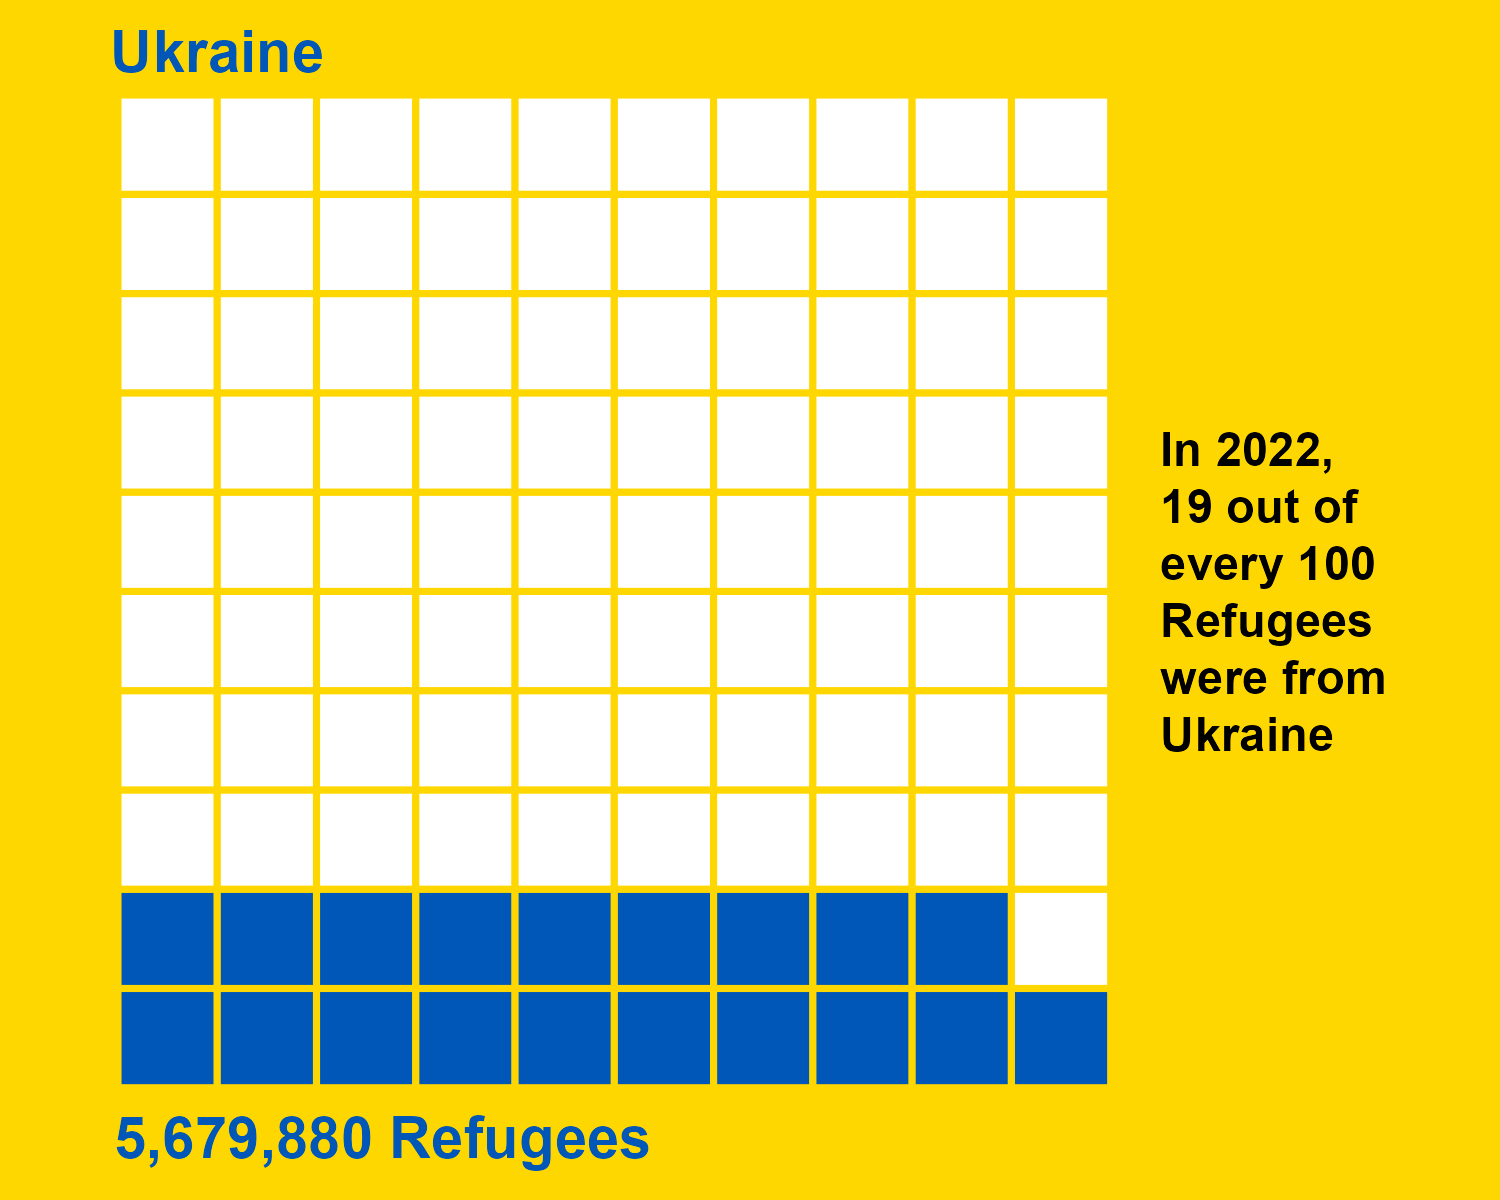 Ukraine
In 2022,
19 out of
every 100
Refugees
were from
Ukraine
5,679,880 Refugees